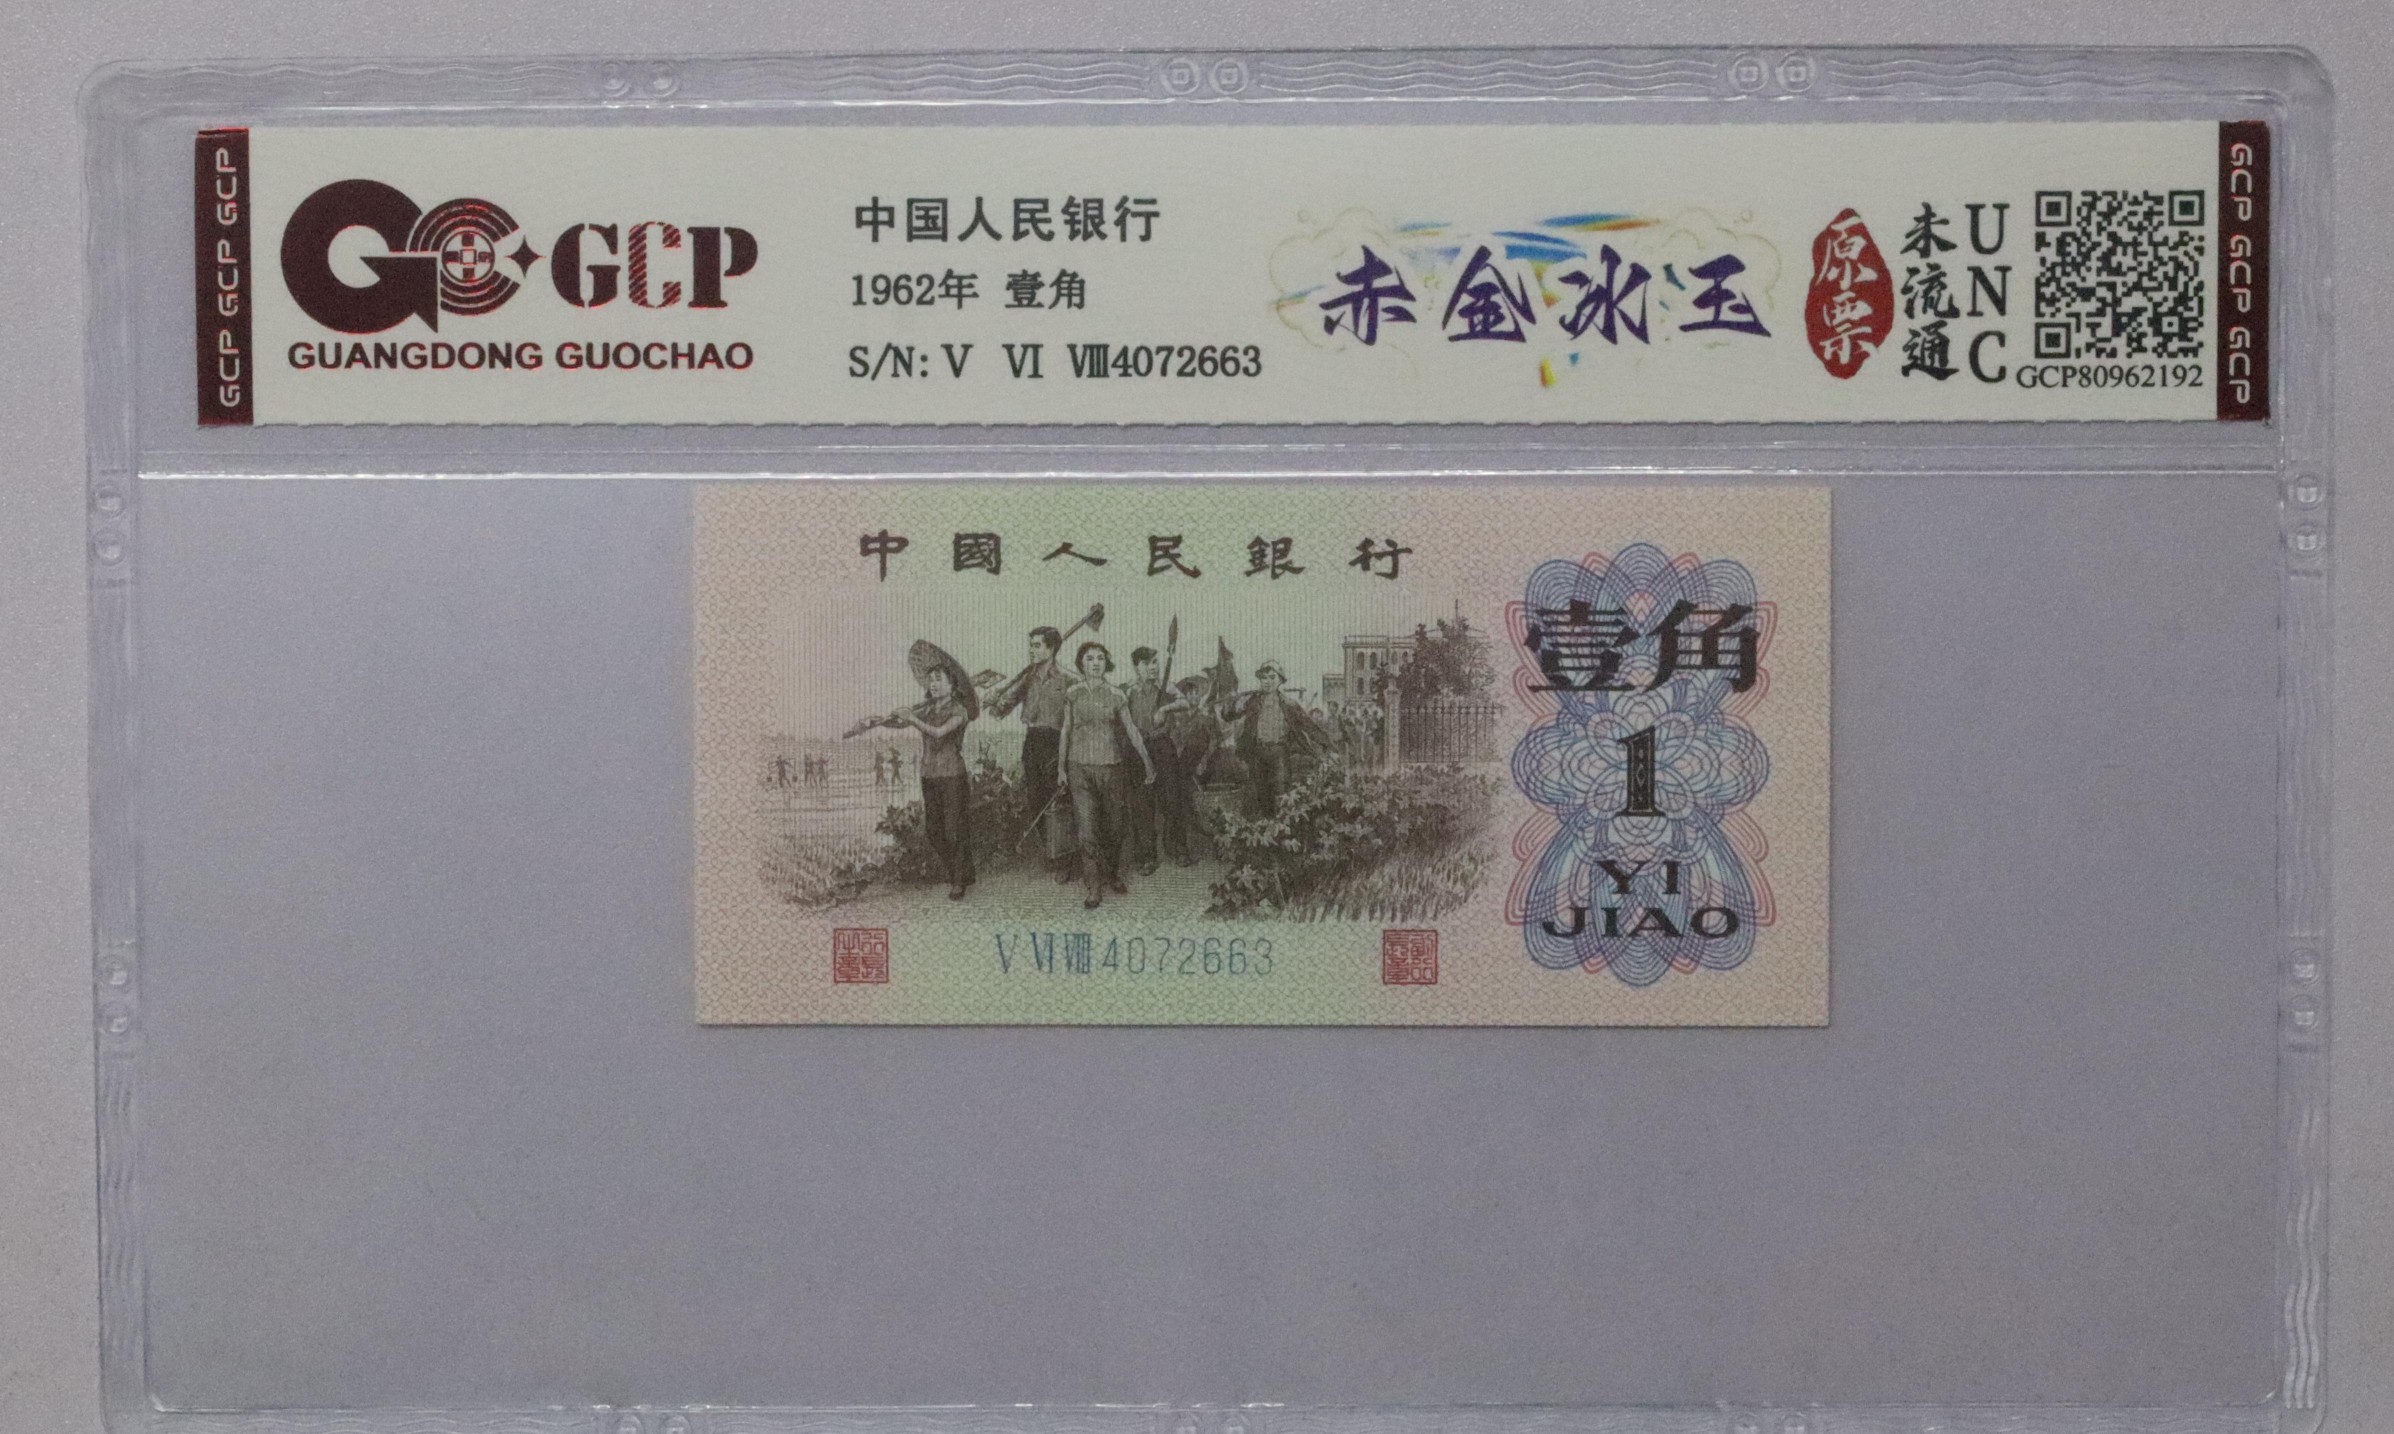 GCP GCP GCP
GCP
GUANGDONG GUOCHAO
中国人民银行
1962年 壹角
S/N: V VI VIII4072663
赤金冰玉
原票
未流通
UNC
GCP80962192
GCP GCP GCP
中國人民銀行
壹角
1
YI
JIAO
V VI VIII 4072663